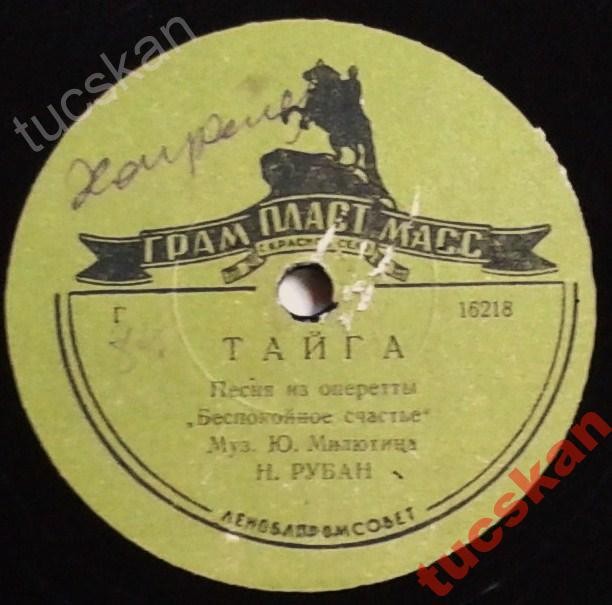 tucskan
ГРАМ ПЛАСТ МАСС
Г
16218
ТАЙГА
Песня из оперетты
„Беспокойное счастье“
Муз. Ю. Милютина
Н. РУБАН
ЛЕНОБЛПРОМСОВЕТ
tucskan